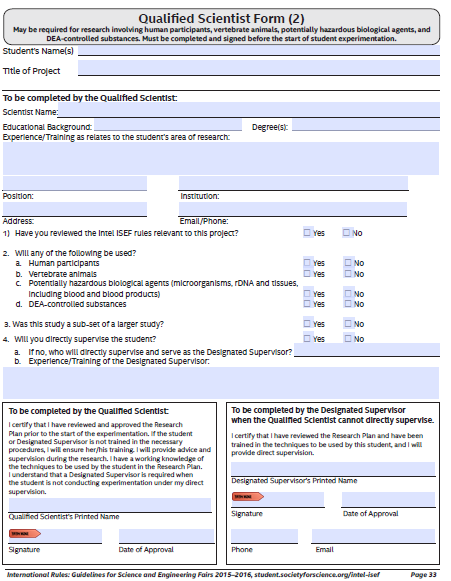 Qualified Scientist Form (2)
May be required for research involving human participants, vertebrate animals, potentially hazardous biological agents, and
DEA-controlled substances. Must be completed and signed before the start of student experimentation.
Student's Name(s)
Title of Project
To be completed by the Qualified Scientist:
Scientist Name:
Educational Background: Degree(s):
Experience/Training as relates to the student's area of research:
Position: Institution:
Address: Email/Phone:
1) Have you reviewed the Intel ISEF rules relevant to this project? Yes No
2. Will any of the following be used?
a. Human participants Yes No
b. Vertebrate animals Yes No
c. Potentially hazardous biological agents (microorganisms, rDNA and tissues,
including blood and blood products) Yes No
d. DEA-controlled substances Yes No
3. Was this study a sub-set of a larger study? Yes No
4. Will you directly supervise the student? Yes No
a. If no, who will directly supervise and serve as the Designated Supervisor?
b. Experience/Training of the Designated Supervisor:
To be completed by the Qualified Scientist:
I certify that I have reviewed and approved the Research
Plan prior to the start of the experimentation. If the student
or Designated Supervisor is not trained in the necessary
procedures, I will ensure her/his training. I will provide advice and
supervision during the research. I have a working knowledge of
the techniques to be used by the student in the Research Plan.
I understand that a Designated Supervisor is required when
the student is not conducting experimentation under my direct
supervision.
Qualified Scientist's Printed Name
Signature Date of Approval
To be completed by the Designated Supervisor
when the Qualified Scientist cannot directly supervise.
I certify that I have reviewed the Research Plan and have been
trained in the techniques to be used by this student, and I will
provide direct supervision.
Designated Supervisor's Printed Name
Signature Date of Approval
Phone Email
International Rules: Guidelines for Science and Engineering Fairs 2015–2016, student.societyforscience.org/intel-isef Page 33